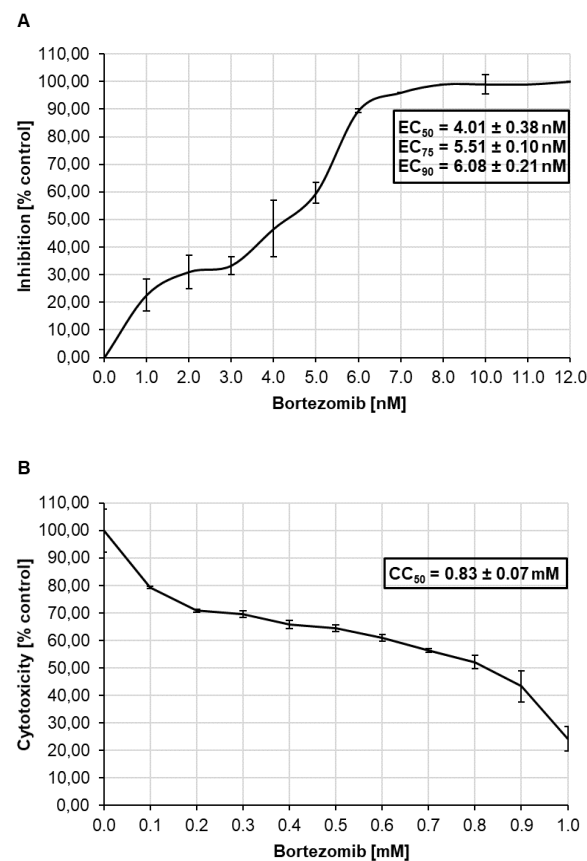 A
110,00
100,00
90,00
80,00
70,00
60,00
50,00
40,00
30,00
20,00
10,00
0,00
Inhibition [% control]
EC50 = 4.01 ± 0.38 nM
EC75 = 5.51 ± 0.10 nM
EC90 = 6.08 ± 0.21 nM
0.0 1.0 2.0 3.0 4.0 5.0 6.0 7.0 8.0 10.0 11.0 12.0
Bortezomib [nM]
B
110,00
100,00
90,00
80,00
70,00
60,00
50,00
40,00
30,00
20,00
10,00
0,00
Cytotoxicity [% control]
CC50 = 0.83 ± 0.07 mM
0.0 0.1 0.2 0.3 0.4 0.5 0.6 0.7 0.8 0.9 1.0
Bortezomib [mM]